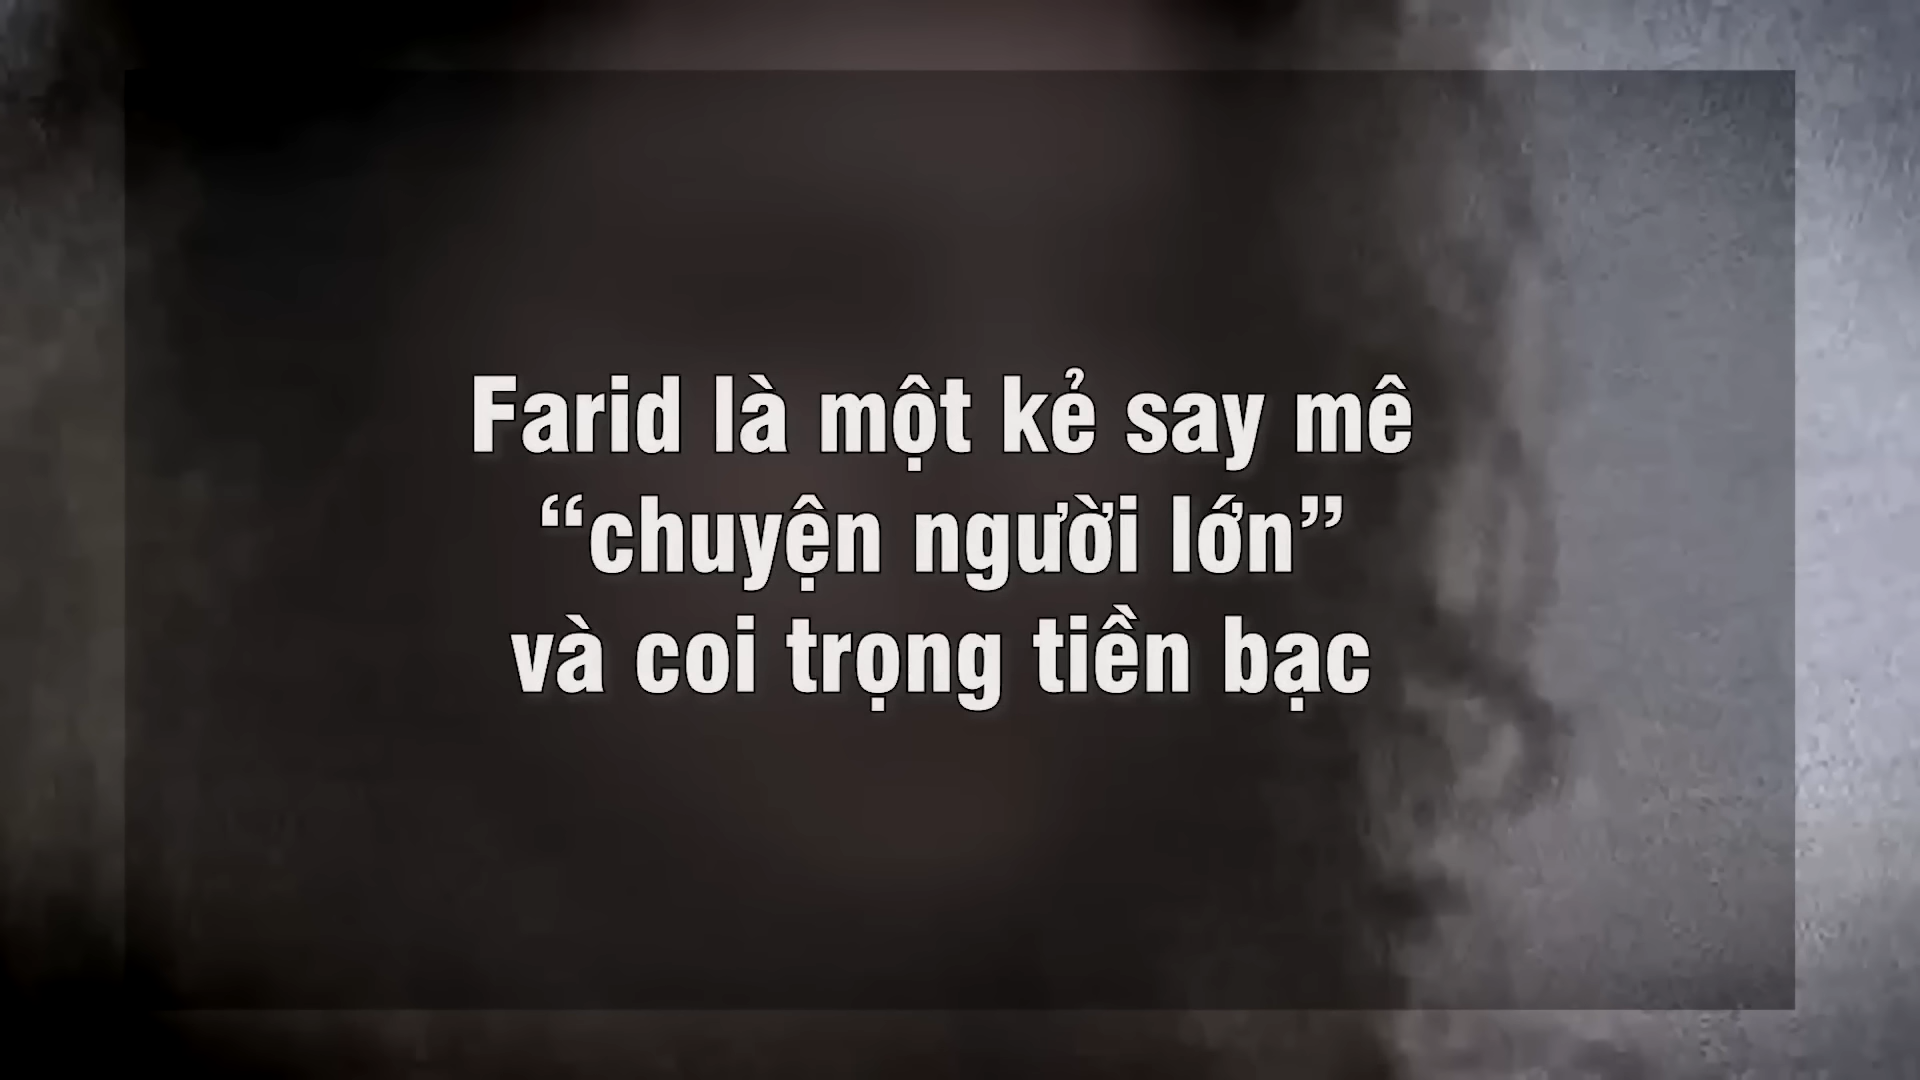 Farid là một kẻ say mê
“chuyện người lớn”
và coi trọng tiền bạc